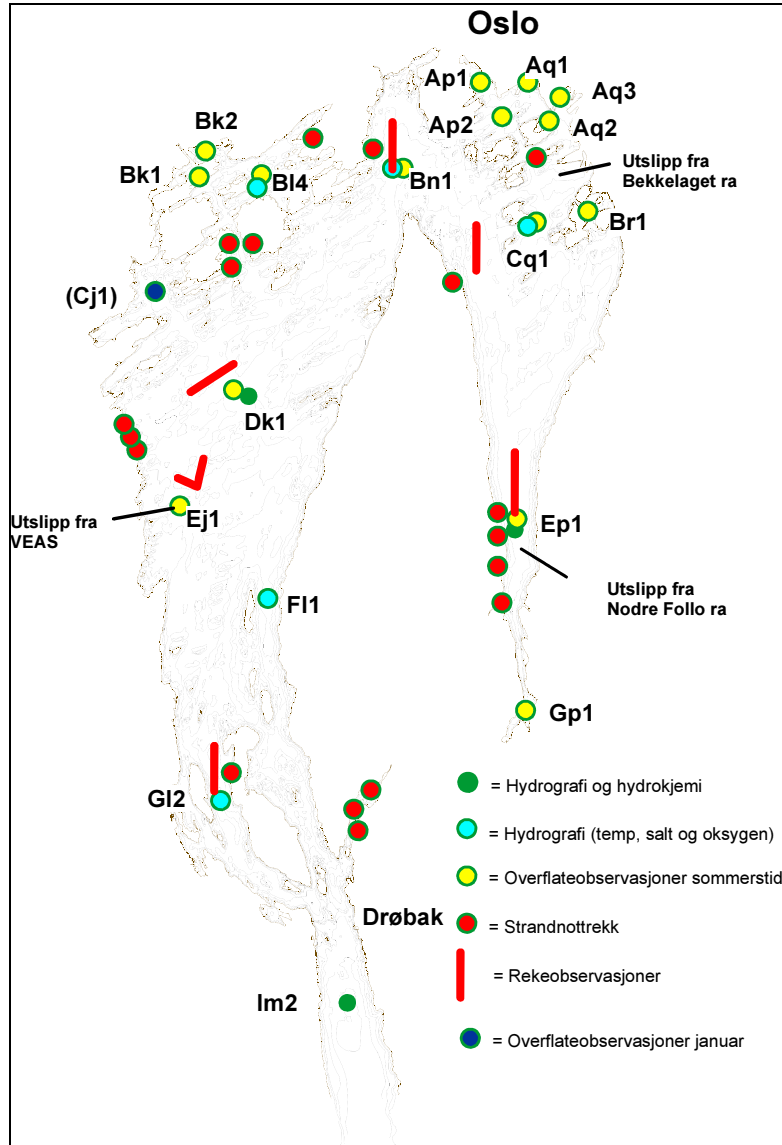 Oslo
Ap1
Aq1
Aq3
Ap2
Aq2
Bk2
Utslipp fra
Bekkelaget ra
Bk1
Bl4
Bn1
Br1
Cq1
(Cj1)
Dk1
Utslipp fra
VEAS
Ej1
Ep1
Utslipp fra
Nodre Follo ra
Fl1
Gp1
= Hydrografi og hydrokjemi
Gl2
= Hydrografi (temp, salt og oksygen)
= Overflateobservasjoner sommerstid
Drøbak
= Strandnottrekk
= Rekeobservasjoner
Im2
= Overflateobservasjoner januar